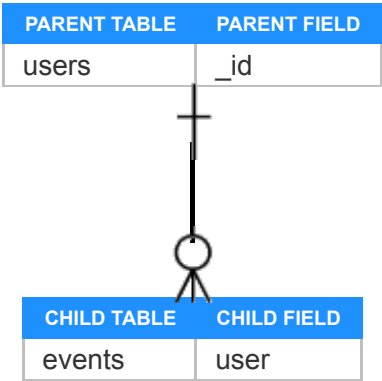 PARENT TABLE PARENT FIELD
users _id
CHILD TABLE CHILD FIELD
events user